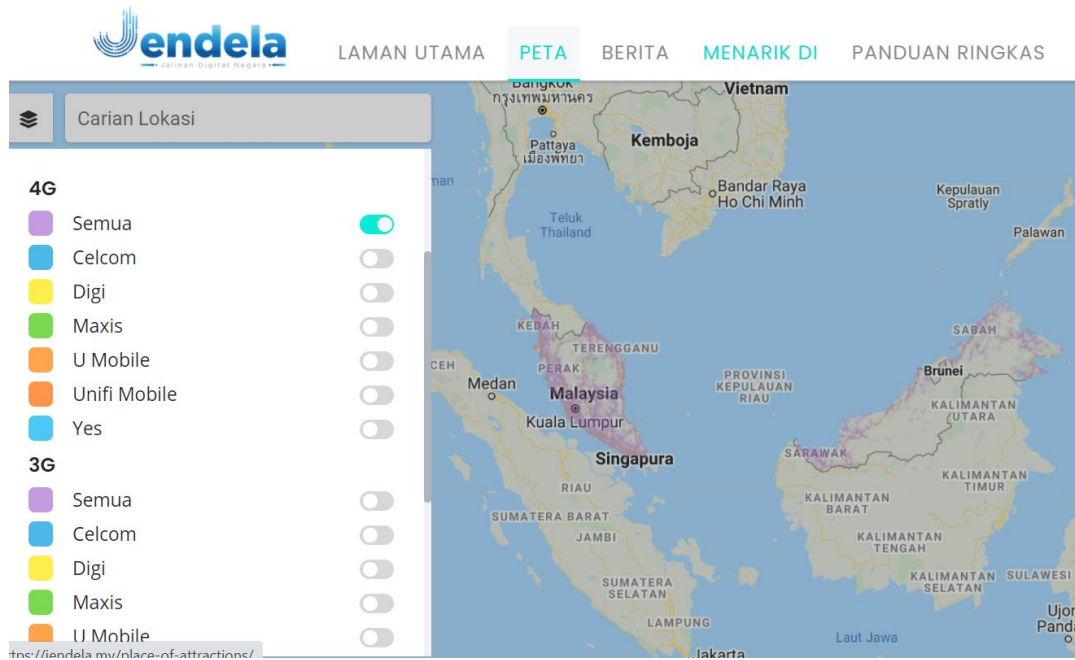 Jendela
Jalinan Digital Negara
LAMAN UTAMA
PETA
BERITA
MENARIK DI
PANDUAN RINGKAS
Carian Lokasi
4G
Semua
Celcom
Digi
Maxis
U Mobile
Unifi Mobile
Yes
3G
Semua
Celcom
Digi
Maxis
U Mobile
ttps://jendela.my/place-of-attractions/
Bangkok
กรุงเทพมหานคร
Vietnam
Pattaya
เมืองพัทยา
Kemboja
Bandar Raya
Ho Chi Minh
Kepulauan
Spratly
Teluk
Thailand
Palawan
KEDAH
TERENGGANU
PERAK
SABAH
Medan
Malaysia
Kuala Lumpur
PROVINSI
KEPULAUAN
RIAU
Brunei
KALIMANTAN
UTARA
Singapura
SARAWAK
RIAU
KALIMANTAN
TIMUR
KALIMANTAN
BARAT
SUMATERA BARAT
JAMBI
KALIMANTAN
TENGAH
SUMATERA
SELATAN
KALIMANTAN
SELATAN
SULAWESI
LAMPUNG
Laut Jawa
Jakarta